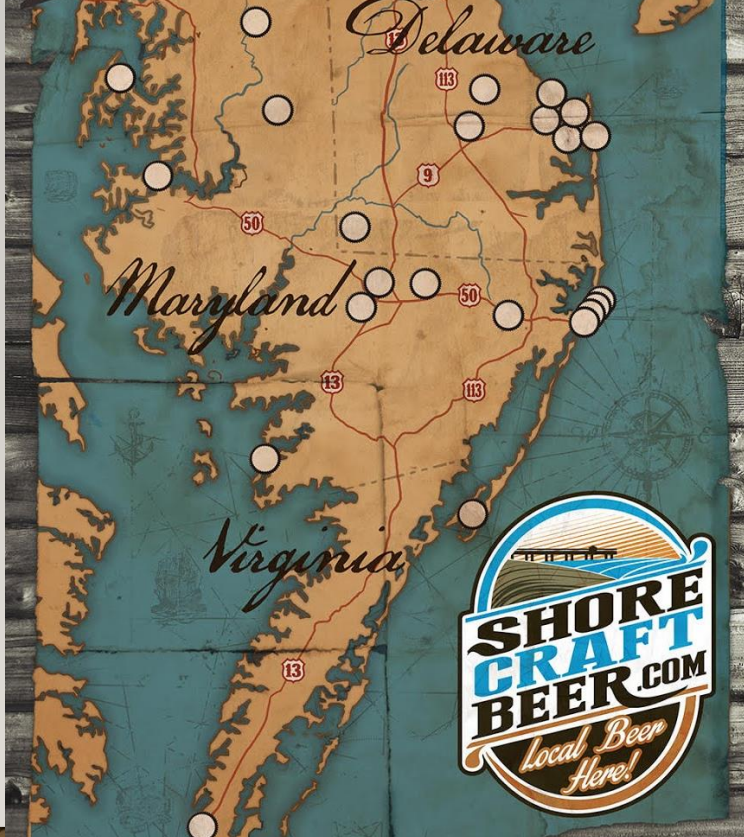 Delaware
13
113
9
50
Maryland
50
13
113
Virginia
13
SHORE
CRAFT
BEER.COM
Local Beer
Here!